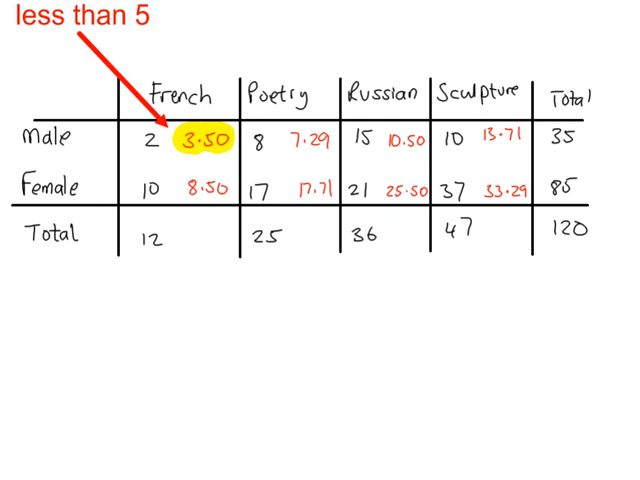 less than 5
French Poetry Russian Sculpture Total
Male 2 3.50 8 7.29 15 10.50 10 13.71 35
Female 10 8.50 17 17.71 21 25.50 37 33.29 85
Total 12 25 36 47 120